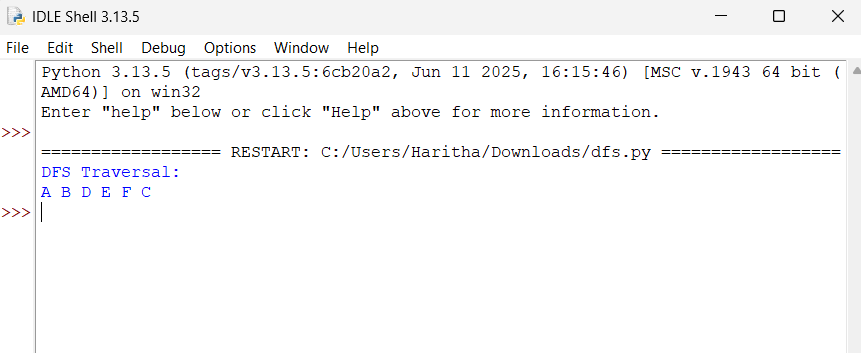 IDLE Shell 3.13.5
File Edit Shell Debug Options Window Help
Python 3.13.5 (tags/v3.13.5:6cb20a2, Jun 11 2025, 16:15:46) [MSC v.1943 64 bit (
AMD64)] on win32
Enter "help" below or click "Help" above for more information.
>>>
================== RESTART: C:/Users/Haritha/Downloads/dfs.py ==================
DFS Traversal:
A B D E F C
>>>